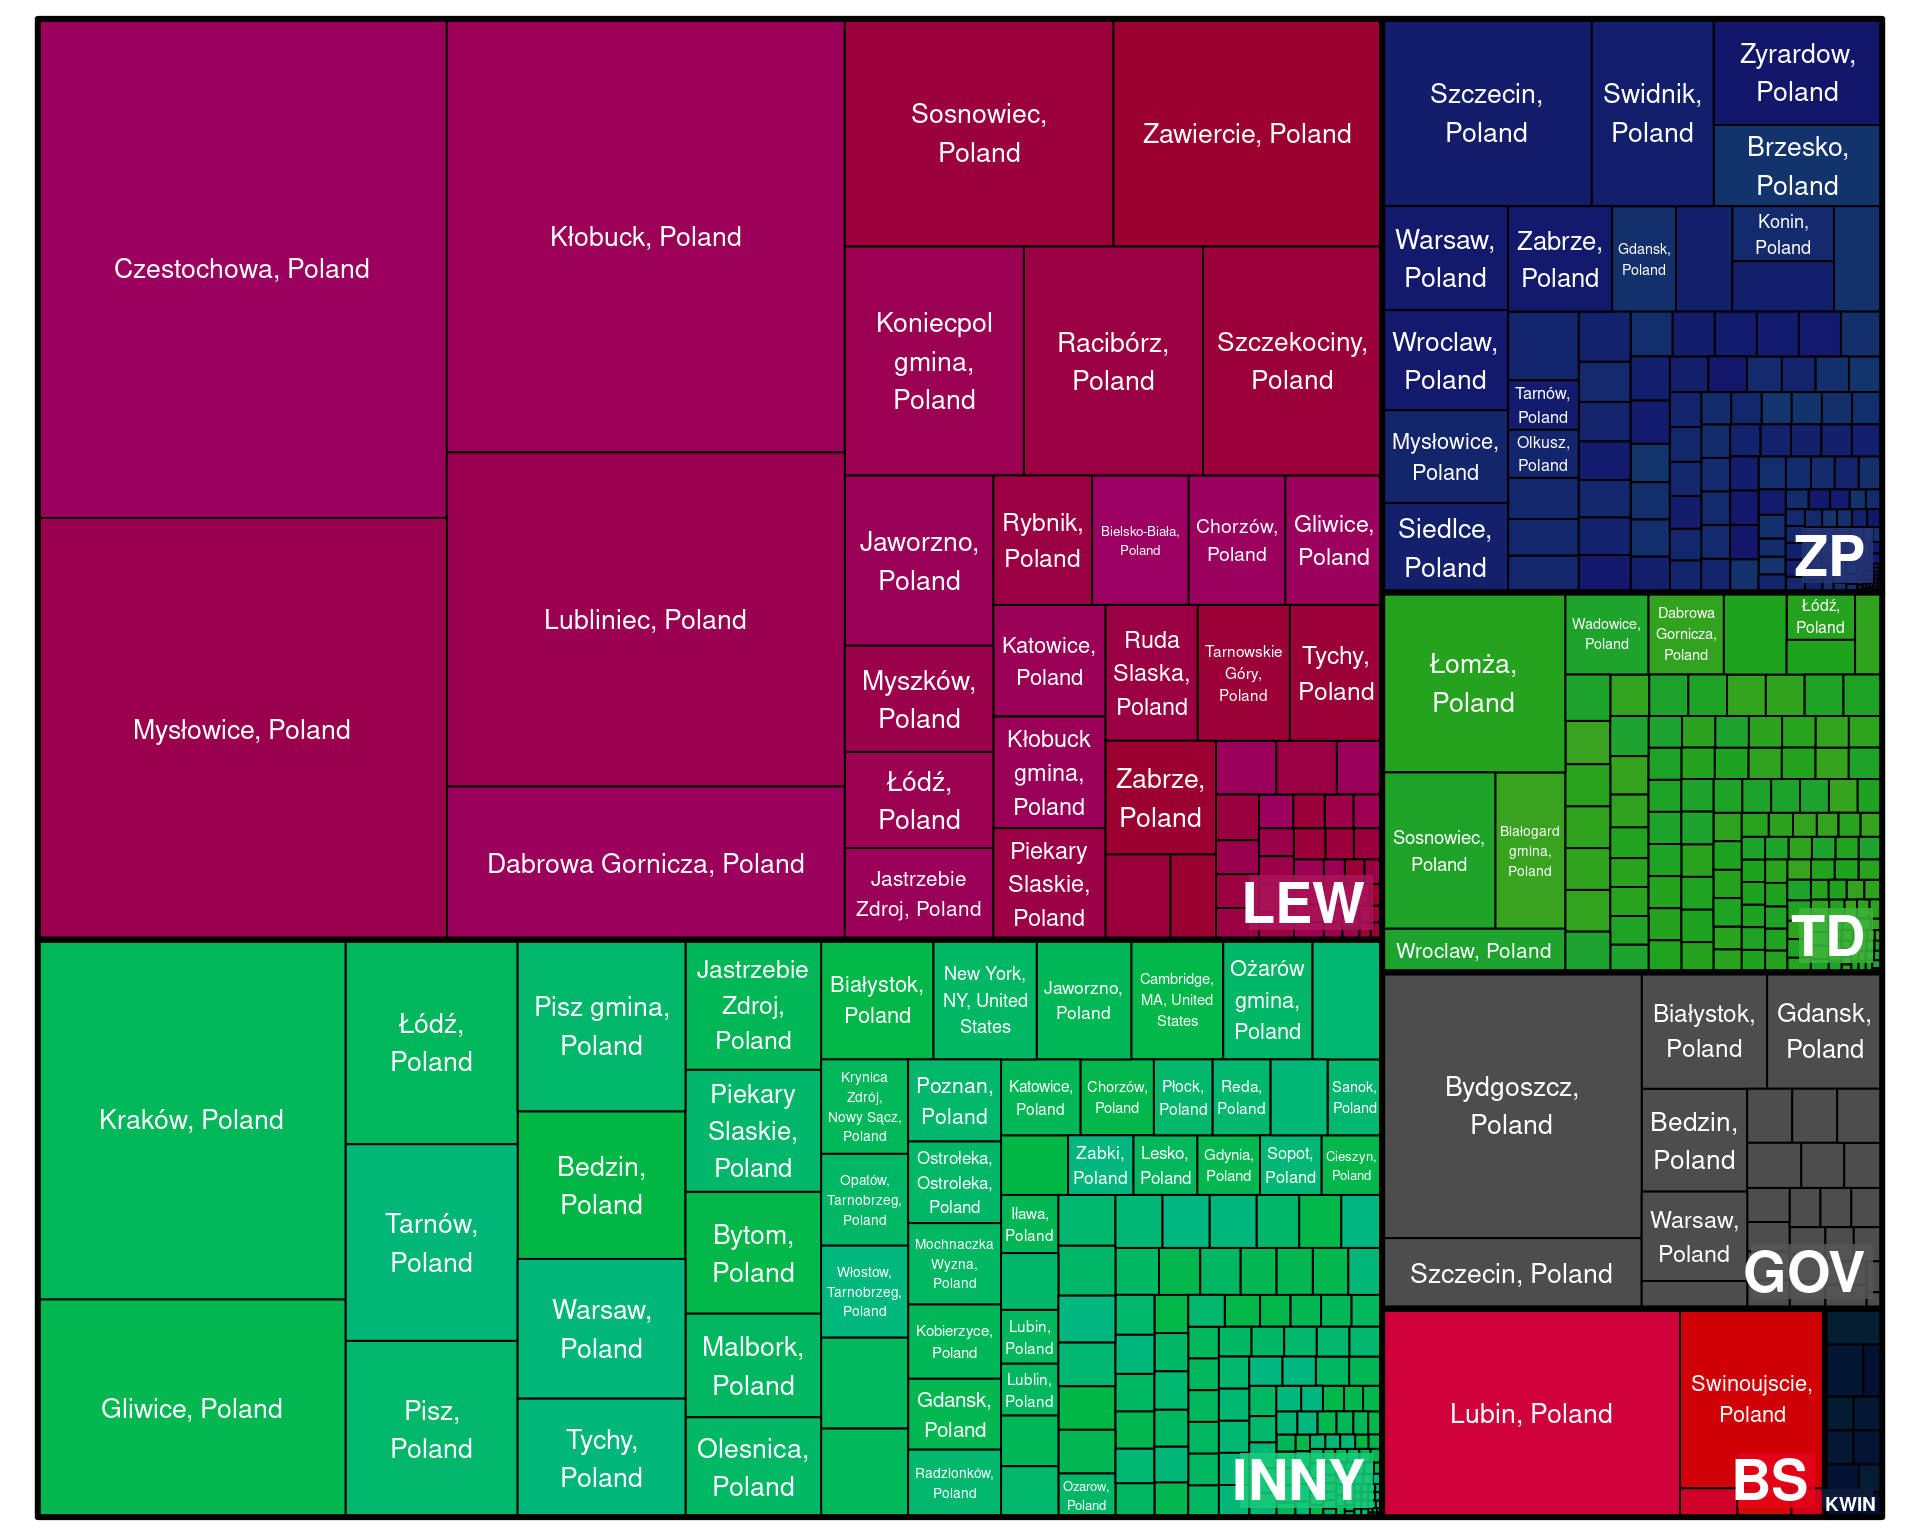 Czestochowa, Poland
Mysłowice, Poland
Kłobuck, Poland
Lubliniec, Poland
Dabrowa Gornicza, Poland
Sosnowiec,
Poland
Zawiercie, Poland
Koniecpol
gmina,
Poland
Racibórz,
Poland
Szczekociny,
Poland
Jaworzno,
Poland
Myszków,
Poland
Łódź,
Poland
Jastrzebie
Zdroj, Poland
Rybnik,
Poland
Bielsko-Biała,
Poland
Chorzów,
Poland
Gliwice,
Poland
Katowice,
Poland
Kłobuck
gmina,
Poland
Piekary
Slaskie,
Poland
Ruda
Slaska,
Poland
Tarnowskie
Góry,
Poland
Tychy,
Poland
Zabrze,
Poland
LEW
Szczecin,
Poland
Swidnik,
Poland
Zyrardow,
Poland
Brzesko,
Poland
Warsaw,
Poland
Zabrze,
Poland
Gdansk,
Poland
Konin,
Poland
Wroclaw,
Poland
Tarnów,
Poland
Mysłowice,
Poland
Olkusz,
Poland
Siedlce,
Poland
ZP
Łomża,
Poland
Wadowice,
Poland
Dabrowa
Gornicza,
Poland
Łódź,
Poland
Sosnowiec,
Poland
Białogard
gmina,
Poland
Wroclaw, Poland
TD
Kraków, Poland
Gliwice, Poland
Łódź,
Poland
Tarnów,
Poland
Pisz,
Poland
Pisz gmina,
Poland
Bedzin,
Poland
Warsaw,
Poland
Tychy,
Poland
Jastrzebie
Zdroj,
Poland
Piekary
Slaskie,
Poland
Bytom,
Poland
Malbork,
Poland
Olesnica,
Poland
Białystok,
Poland
New York,
NY, United
States
Jaworzno,
Poland
Cambridge,
MA, United
States
Ożarów
gmina,
Poland
Krynica
Zdrój,
Nowy Sącz,
Poland
Opatów,
Tarnobrzeg,
Poland
Włostow,
Tarnobrzeg,
Poland
Poznan,
Poland
Ostrołeka,
Ostroleka,
Poland
Mochnaczka
Wyzna,
Poland
Kobierzyce,
Poland
Gdansk,
Poland
Radzionków,
Poland
Katowice,
Poland
Chorzów,
Poland
Płock,
Poland
Reda,
Poland
Sanok,
Poland
Zabki,
Poland
Lesko,
Poland
Gdynia,
Poland
Sopot,
Poland
Cieszyn,
Poland
Iława,
Poland
Lubin,
Poland
Lublin,
Poland
Ozarow,
Poland
INNY
Bydgoszcz,
Poland
Szczecin, Poland
Białystok,
Poland
Gdansk,
Poland
Bedzin,
Poland
Warsaw,
Poland
GOV
Lubin, Poland
Swinoujscie,
Poland
BS
KWIN